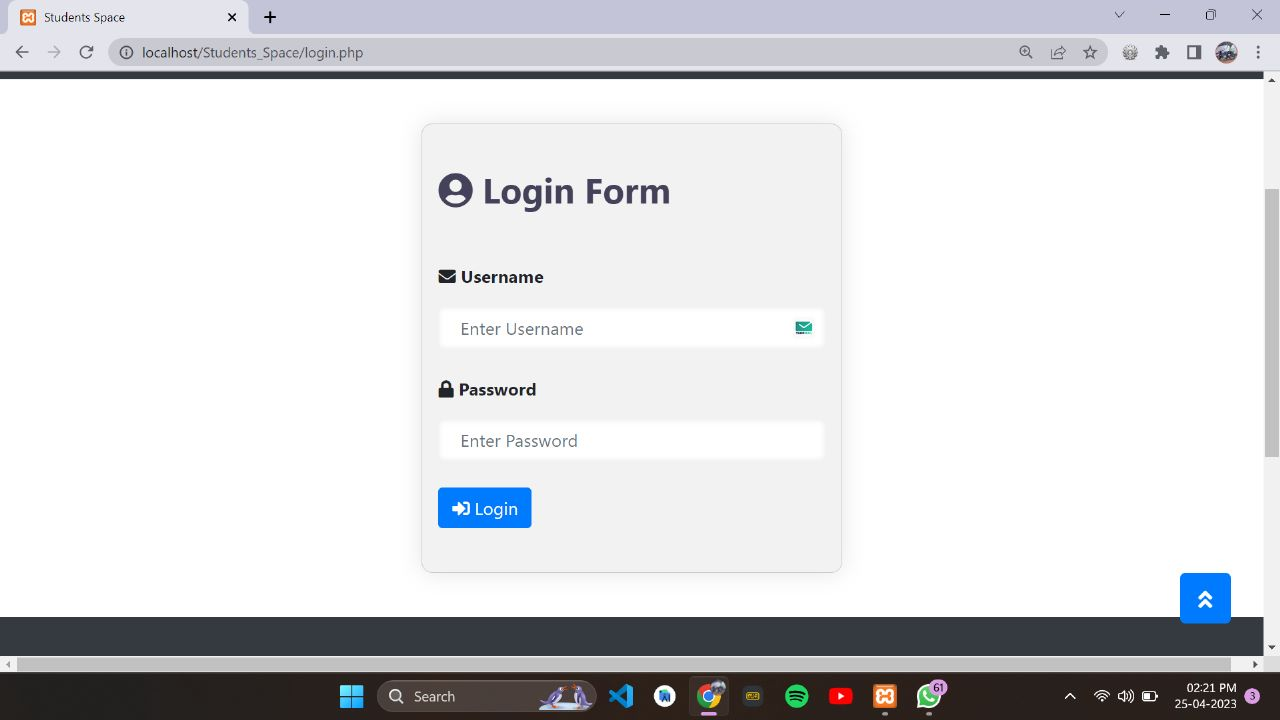 Students Space
localhost/Students_Space/login.php
Login Form
Username
Enter Username
Password
Enter Password
Login
Search
61
02:21 PM
25-04-2023
3